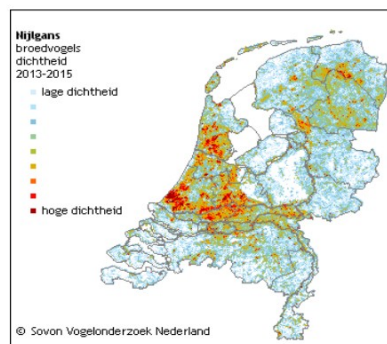 Nijlgans
broedvogels
dichtheid
2013-2015
lage dichtheid
hoge dichtheid
© Sovon Vogelonderzoek Nederland